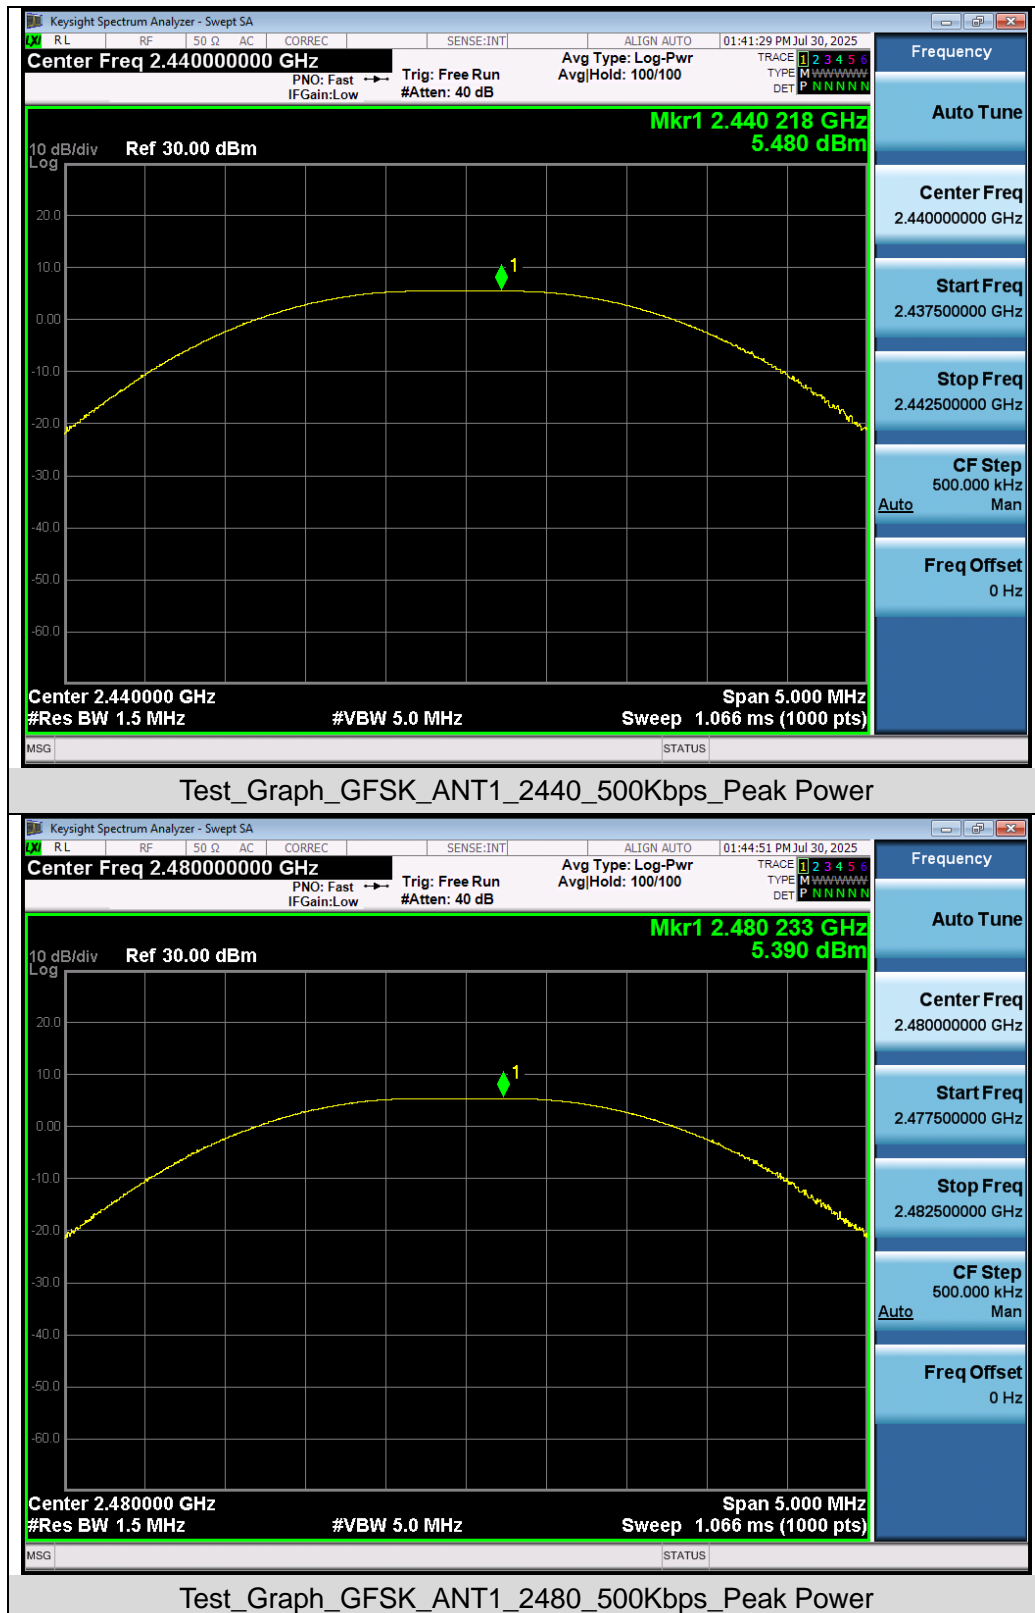 Keysight Spectrum Analyzer - Swept SA
LXI RL RF 50 Ω AC CORREC SENSE:INT ALIGN AUTO 01:41:29 PM Jul 30, 2025
Center Freq 2.440000000 GHz
PNO: Fast
IFGain:Low
Trig: Free Run
#Atten: 40 dB
Avg Type: Log-Pwr
Avg|Hold: 100/100
TRACE 1 2 3 4 5 6
TYPE M WWWWW
DET P N N N N N
Frequency
Auto Tune
Center Freq
2.440000000 GHz
Start Freq
2.437500000 GHz
Stop Freq
2.442500000 GHz
CF Step
500.000 kHz
Auto Man
Freq Offset
0 Hz
Mkr1 2.440 218 GHz
5.480 dBm
10 dB/div Ref 30.00 dBm
Log
20.0
10.0
0.00
-10.0
-20.0
-30.0
-40.0
-50.0
-60.0
1
Center 2.440000 GHz Span 5.000 MHz
#Res BW 1.5 MHz #VBW 5.0 MHz Sweep 1.066 ms (1000 pts)
MSG STATUS
Test_Graph_GFSK_ANT1_2440_500Kbps_Peak Power
Keysight Spectrum Analyzer - Swept SA
LXI RL RF 50 Ω AC CORREC SENSE:INT ALIGN AUTO 01:44:51 PM Jul 30, 2025
Center Freq 2.480000000 GHz
PNO: Fast
IFGain:Low
Trig: Free Run
#Atten: 40 dB
Avg Type: Log-Pwr
Avg|Hold: 100/100
TRACE 1 2 3 4 5 6
TYPE M WWWWW
DET P N N N N N
Frequency
Auto Tune
Center Freq
2.480000000 GHz
Start Freq
2.477500000 GHz
Stop Freq
2.482500000 GHz
CF Step
500.000 kHz
Auto Man
Freq Offset
0 Hz
Mkr1 2.480 233 GHz
5.390 dBm
10 dB/div Ref 30.00 dBm
Log
20.0
10.0
0.00
-10.0
-20.0
-30.0
-40.0
-50.0
-60.0
1
Center 2.480000 GHz Span 5.000 MHz
#Res BW 1.5 MHz #VBW 5.0 MHz Sweep 1.066 ms (1000 pts)
MSG STATUS
Test_Graph_GFSK_ANT1_2480_500Kbps_Peak Power